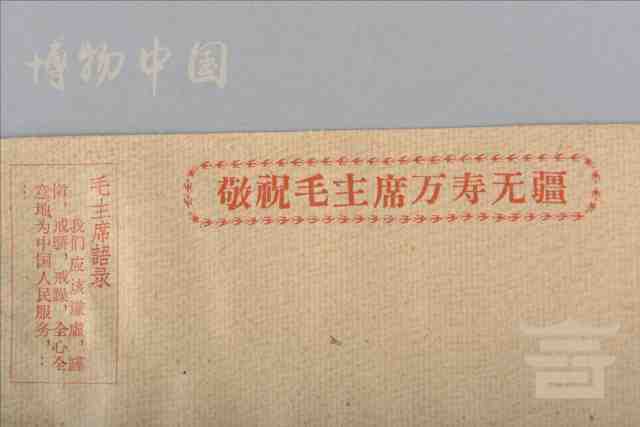 博物中国
敬祝毛主席万寿无疆
毛主席語录
我们应该谦虚，謹
慎，戒驕，戒躁，全心全
意地为中国人民服务，…
…